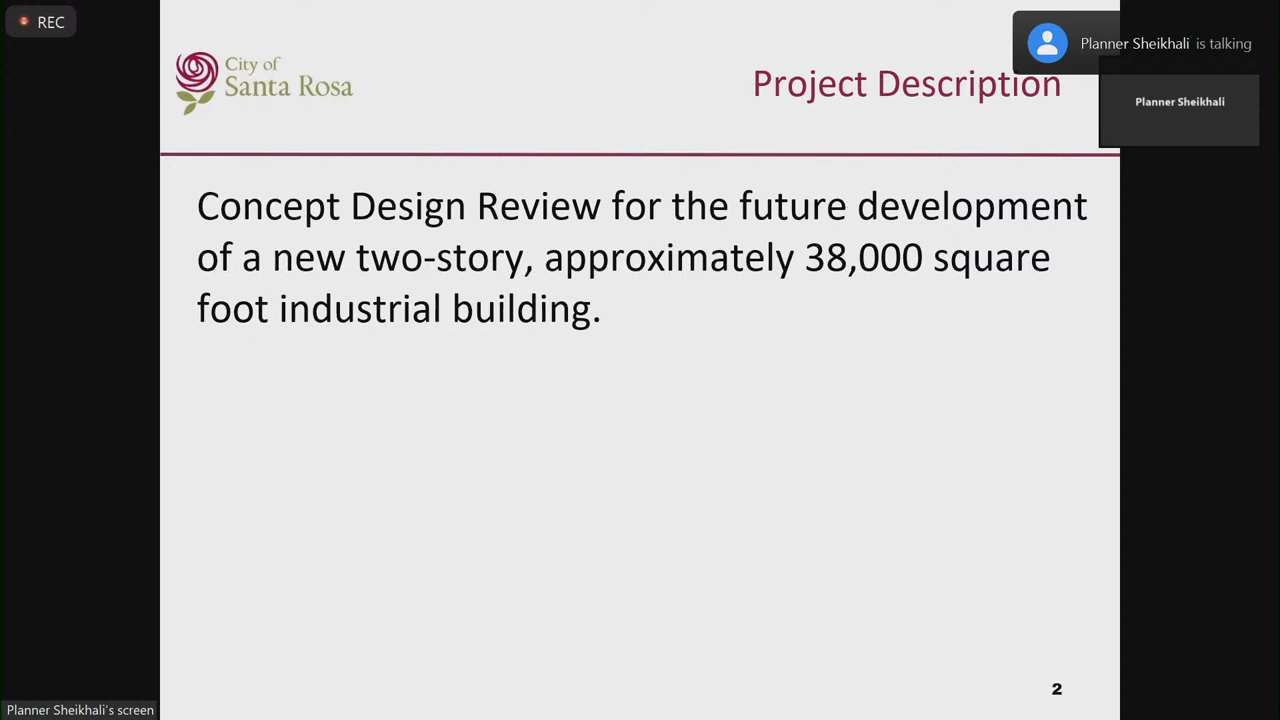 REC
Planner Sheikhali is talking
City of
Santa Rosa
Project Description
Planner Sheikhali
Concept Design Review for the future development
of a new two-story, approximately 38,000 square
foot industrial building.
2
Planner Sheikhali's screen